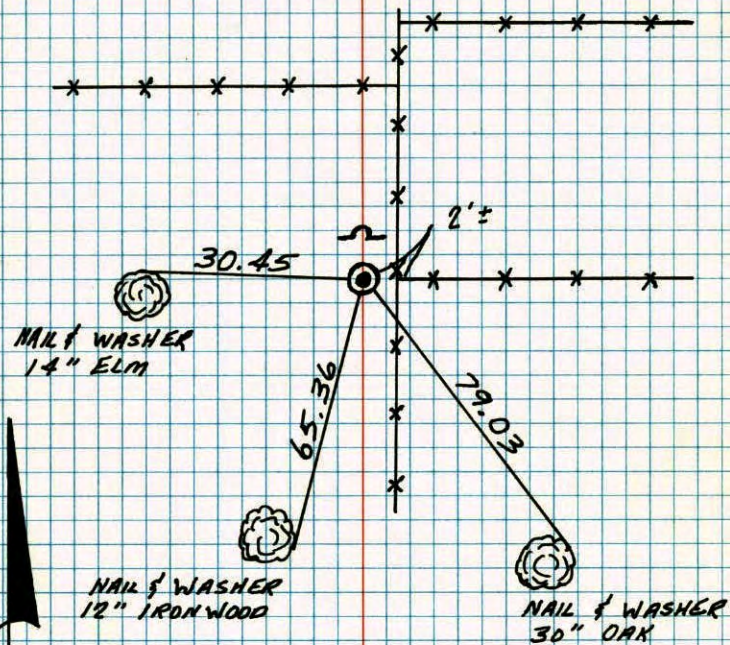 2'±
30.45
NAIL & WASHER
14" ELM
65.36
79.03
NAIL & WASHER
12" IRONWOOD
NAIL & WASHER
30" OAK